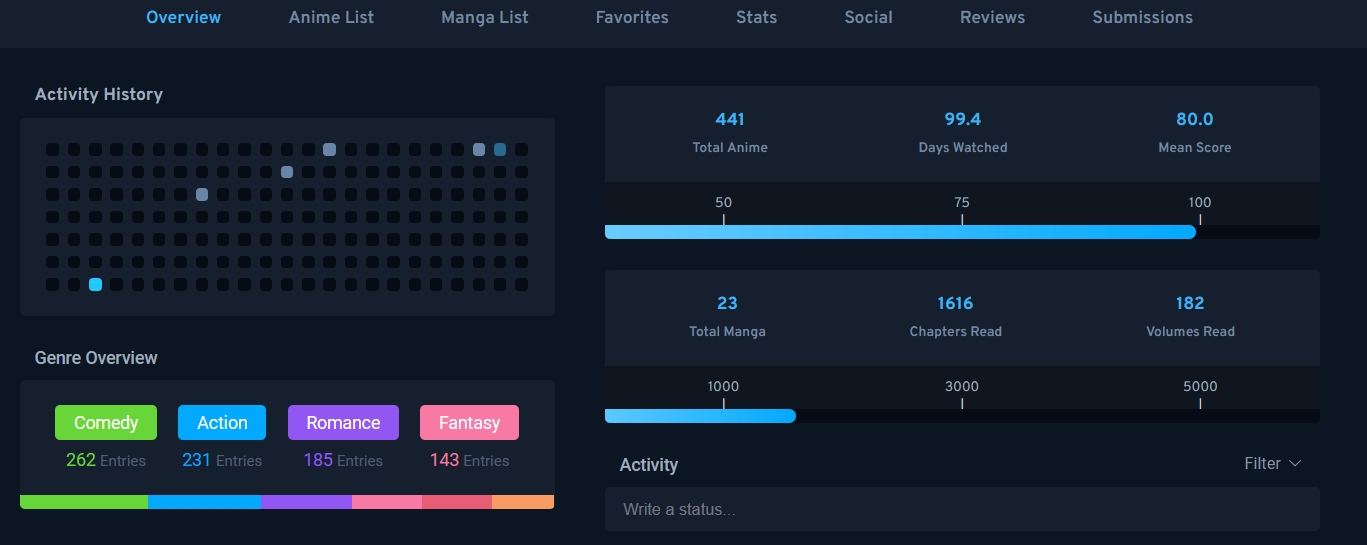 Overview Anime List Manga List Favorites Stats Social Reviews Submissions
Activity History
441 99.4 80.0
Total Anime Days Watched Mean Score
50 75 100
Genre Overview
Comedy Action Romance Fantasy
262 Entries 231 Entries 185 Entries 143 Entries
23 1616 182
Total Manga Chapters Read Volumes Read
1000 3000 5000
Activity Filter
Write a status...